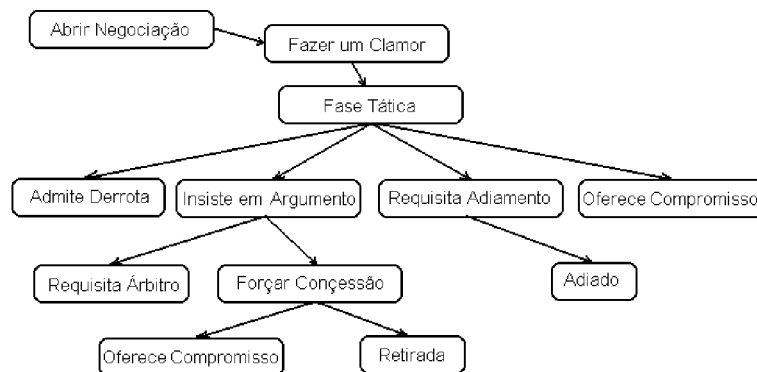 Abrir Negociação
Fazer um Clamor
Fase Tática
Admite Derrota
Insiste em Argumento
Requisita Adiamento
Oferece Compromisso
Requisita Árbitro
Forçar Conçessão
Adiado
Oferece Compromisso
Retirada